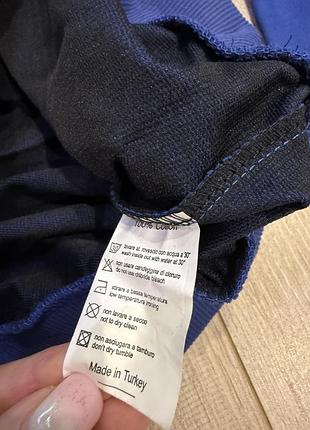 100% Cotton
lavare al. rovescio con acqua a 30°
wash inside out with water at 30°
non usare candeggina di cloruro
do not use chloride bleach
stirare a bassa temperatura
low temperature ironing
non lavare a secco
not to dry clean
non asciugara a tamburo
don't dry tumble
Made in Turkey